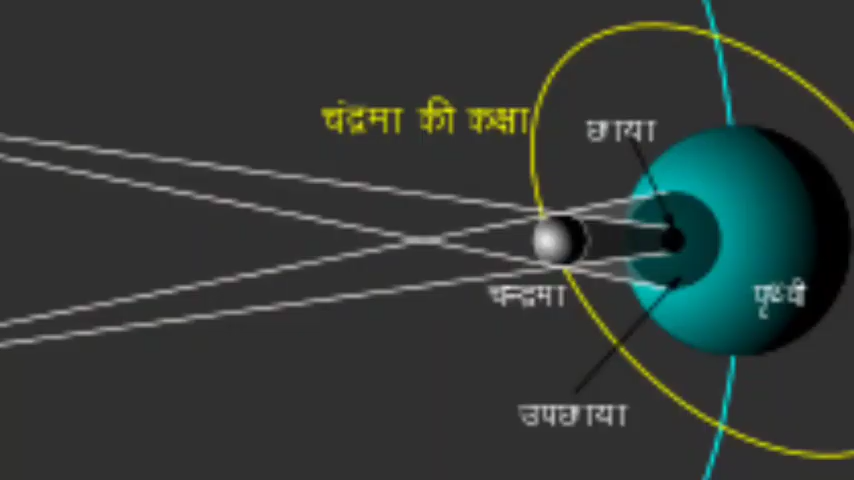 चंद्रमा की कक्षा
छाया
चन्द्रमा
पृथ्वी
उपछाया